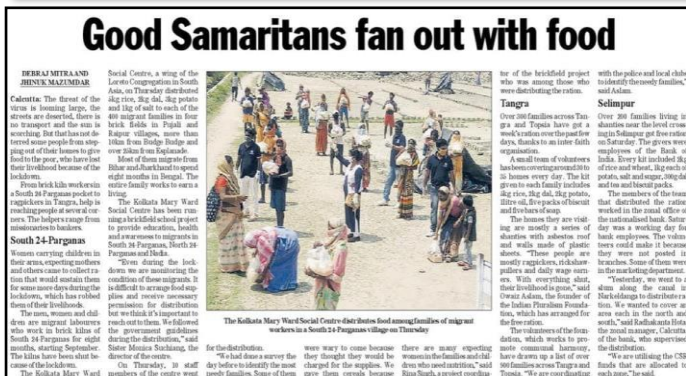 Good Samaritans fan out with food
DEBRAJ MITRA AND
JHINUK MAZUMDAR
Calcutta: The threat of the
virus is looming large, the
streets are deserted, there is
no transport and the sun is
scorching. But that has not de-
terred some people from step-
ping out of their homes to give
food to the poor, who have lost
their livelihood because of the
lockdown.
From brick kiln workers in
a South 24-Parganas pocket to
ragpickers in Tangra, help is
reaching people at several cor-
ners. The helpers range from
missionaries to bankers.
South 24-Parganas
Women carrying children in
their arms, expecting mothers
and others came to collect ra-
tion that would sustain them
for some more days during the
lockdown, which has robbed
them of their livelihood.
The men, women and chil-
dren are migrant labourers
who work in brick kilns of
South 24-Parganas for eight
months, starting September.
The kilns have been shut be-
cause of the lockdown.
The Kolkata Mary Ward
Social Centre, a wing of the
Loreto Congregation in South
Asia, on Thursday distributed
5kg rice, 2kg dal, 3kg potato
and 1kg of salt to each of the
400 migrant families in four
brick fields in Pujali and
Raipur villages, more than
10km from Budge Budge and
over 35km from Esplanade.
Most of them migrate from
Bihar and Jharkhand to spend
eight months in Bengal. The
entire family works to earn a
living.
The Kolkata Mary Ward
Social Centre has been run-
ning a brickfield school project
to provide education, health
and awareness to migrants in
South 24-Parganas, North 24-
Parganas and Nadia.
"Even during the lock-
down we are monitoring the
condition of these migrants. It
is difficult to arrange food sup-
plies and receive necessary
permission for distribution
but we think it's important to
reach out to them. We followed
the government guidelines
during the distribution," said
Sister Monica Suchiang, the
director of the centre.
On Thursday, 10 staff
members of the centre went
The Kolkata Mary Ward Social Centre distributes food among families of migrant
workers in a South 24-Parganas village on Thursday
for the distribution.
"We had done a survey the
day before to identify the most
needy families. Some of them
were wary to come because
they thought they would be
charged for the supplies. We
gave them cereals because
there are many expecting
women in the families and chil-
dren who need nutrition," said
Rina Singh, a project coordina-
tor of the brickfield project
who was among those who
were distributing the ration.
Tangra
Over 300 families across Tan-
gra and Topsia have got a
week's ration over the past few
days, thanks to an inter faith
organisation.
A small team of volunteers
has been covering around 30 to
35 homes every day. The kit
given to each family includes
4kg rice, 1kg dal, 2kg potato,
1litre oil, five packs of biscuit
and five bars of soap.
The homes they are visit-
ing are mostly a series of
shanties with asbestos roof
and walls made of plastic
sheets. "These people are
mostly ragpickers, rickshaw-
pullers and daily wage earn-
ers. With everything shut,
their livelihood is gone," said
Owaiz Aslam, the founder of
the Indian Pluralism Founda-
tion, which has arranged for
the free ration.
The volunteers of the foun-
dation, which works to pro-
mote communal harmony,
have drawn up a list of over
900 families across Tangra and
Topsia. "We are coordinating
with the police and local clubs
to identify the needy families,"
said Aslam.
Selimpur
Over 200 families living in
shanties near the level cross-
ing in Selimpur got free ration
on Saturday. The givers were
employees of the Bank of
India. Every kit included 2kg
of rice and wheat, 1kg each of
potato, salt and sugar, 500g dal
and tea and biscuit packs.
The members of the team
that distributed the ration
worked in the zonal office of
the nationalised bank. Satur-
day was a working day for
bank employees. The volun-
teers could make it because
they were not posted in
branches. Some of them were
in the marketing department.
"Yesterday, we went to a
slum along the canal in
Narkeldanga to distribute ra-
tion. We wanted to cover an
area each in the north and
south," said Radhakanta Hota,
the zonal manager, Calcutta,
of the bank, who supervised
the distribution.
"We are utilising the CSR
funds that are allocated to
each zone," he said.